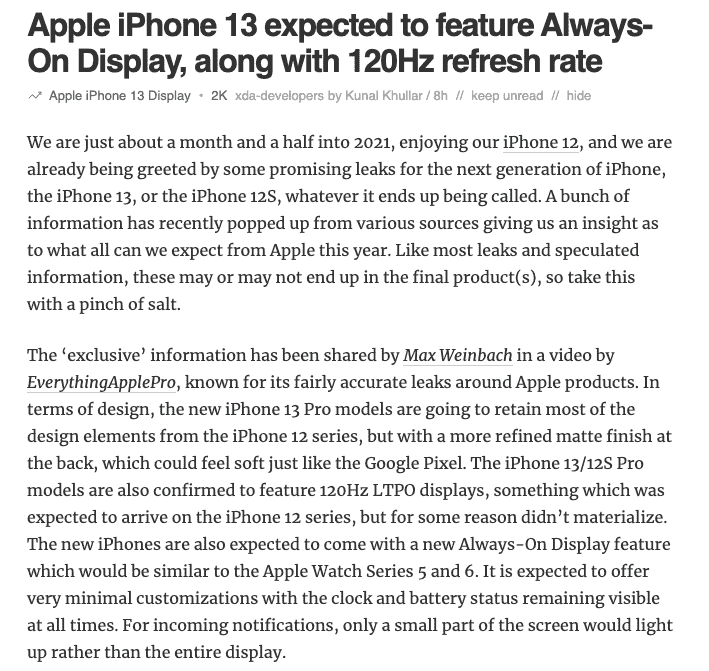 Apple iPhone 13 expected to feature Always-
On Display, along with 120Hz refresh rate
Apple iPhone 13 Display • 2K xda-developers by Kunal Khullar / 8h // keep unread // hide
We are just about a month and a half into 2021, enjoying our iPhone 12, and we are
already being greeted by some promising leaks for the next generation of iPhone,
the iPhone 13, or the iPhone 12S, whatever it ends up being called. A bunch of
information has recently popped up from various sources giving us an insight as
to what all can we expect from Apple this year. Like most leaks and speculated
information, these may or may not end up in the final product(s), so take this
with a pinch of salt.
The ‘exclusive’ information has been shared by Max Weinbach in a video by
EverythingApplePro, known for its fairly accurate leaks around Apple products. In
terms of design, the new iPhone 13 Pro models are going to retain most of the
design elements from the iPhone 12 series, but with a more refined matte finish at
the back, which could feel soft just like the Google Pixel. The iPhone 13/12S Pro
models are also confirmed to feature 120Hz LTPO displays, something which was
expected to arrive on the iPhone 12 series, but for some reason didn’t materialize.
The new iPhones are also expected to come with a new Always-On Display feature
which would be similar to the Apple Watch Series 5 and 6. It is expected to offer
very minimal customizations with the clock and battery status remaining visible
at all times. For incoming notifications, only a small part of the screen would light
up rather than the entire display.